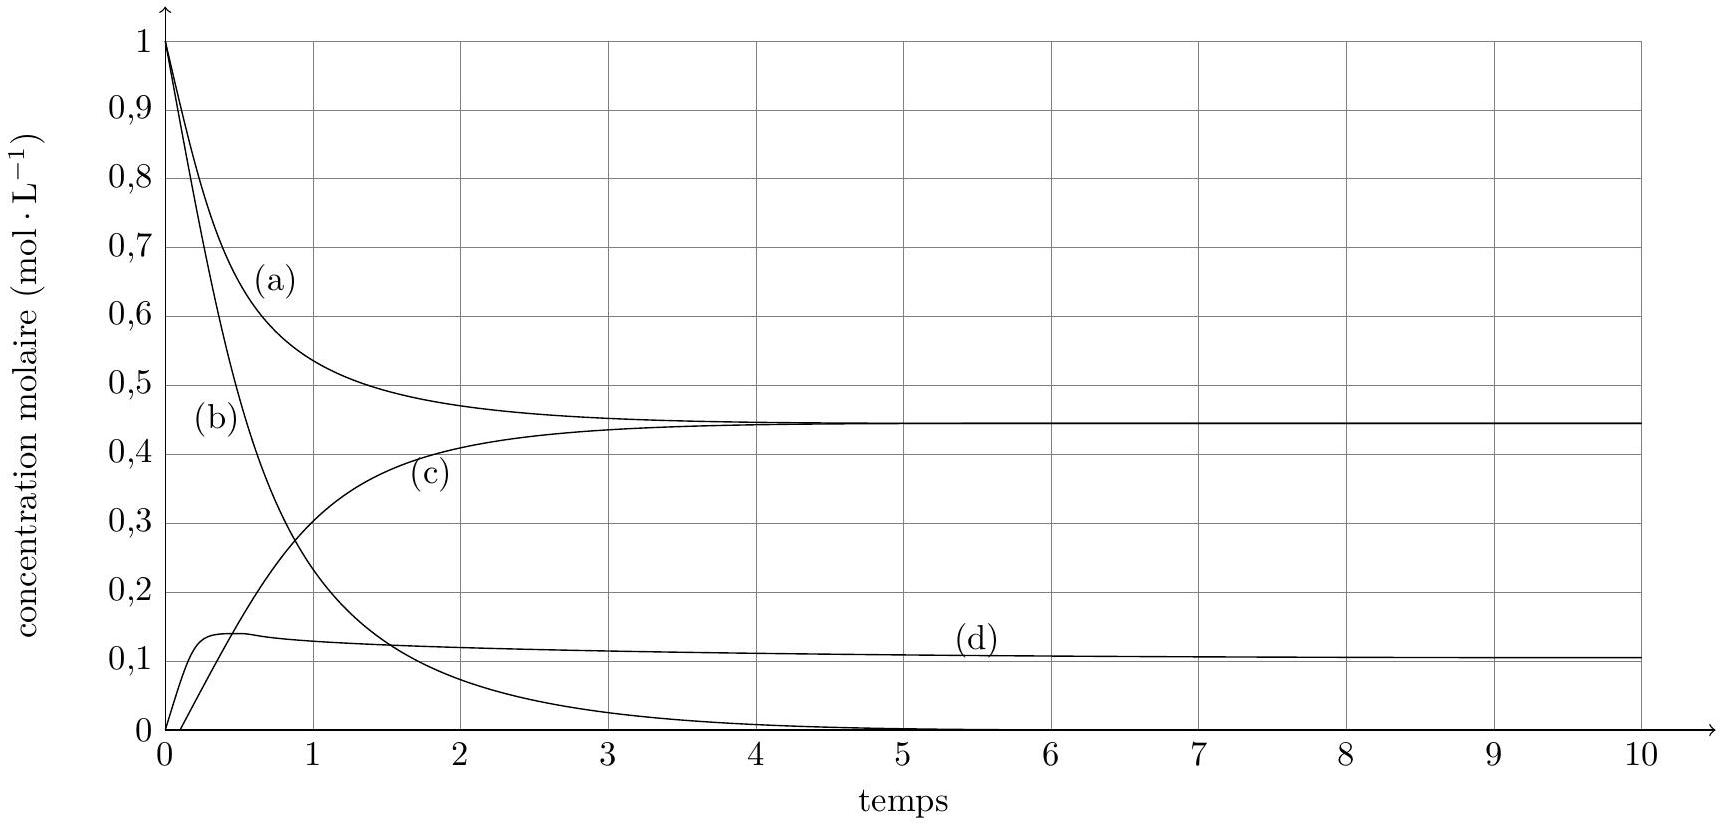 concentration molaire (mol · L⁻¹)
1
0,9
0,8
0,7
0,6
0,5
0,4
0,3
0,2
0,1
0
(a)
(b)
(c)
(d)
0 1 2 3 4 5 6 7 8 9 10
temps